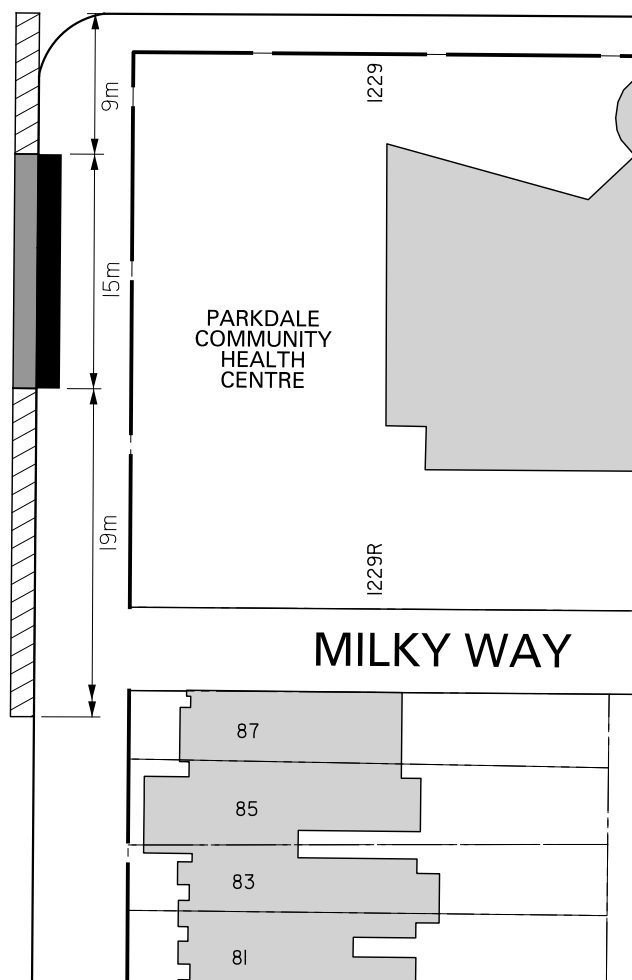 9m
1229
15m
PARKDALE
COMMUNITY
HEALTH
CENTRE
19m
1229R
MILKY WAY
87
85
83
81